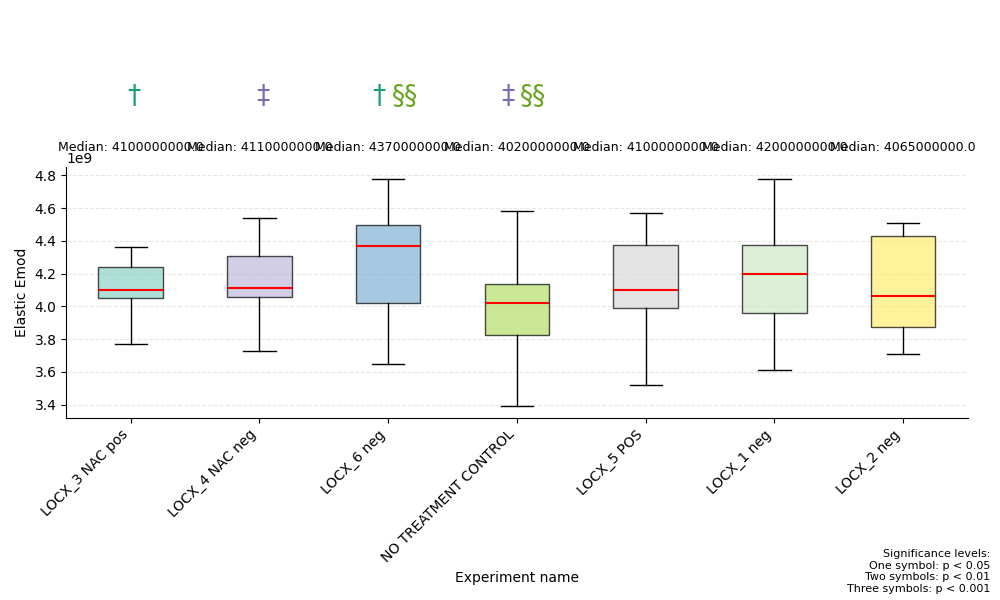 † ‡ † §§ ‡ §§
Median: 4100000000.0 Median: 4110000000.0 Median: 4370000000.0 Median: 4020000000.0 Median: 4100000000.0 Median: 4200000000.0 Median: 4065000000.0
1e9
4.8
4.6
4.4
4.2
4.0
3.8
3.6
3.4
Elastic Emod
LOCX_3 NAC pos
LOCX_4 NAC neg
LOCX_6 neg
NO TREATMENT CONTROL
LOCX_5 POS
LOCX_1 neg
LOCX_2 neg
Experiment name
Significance levels:
One symbol: p < 0.05
Two symbols: p < 0.01
Three symbols: p < 0.001